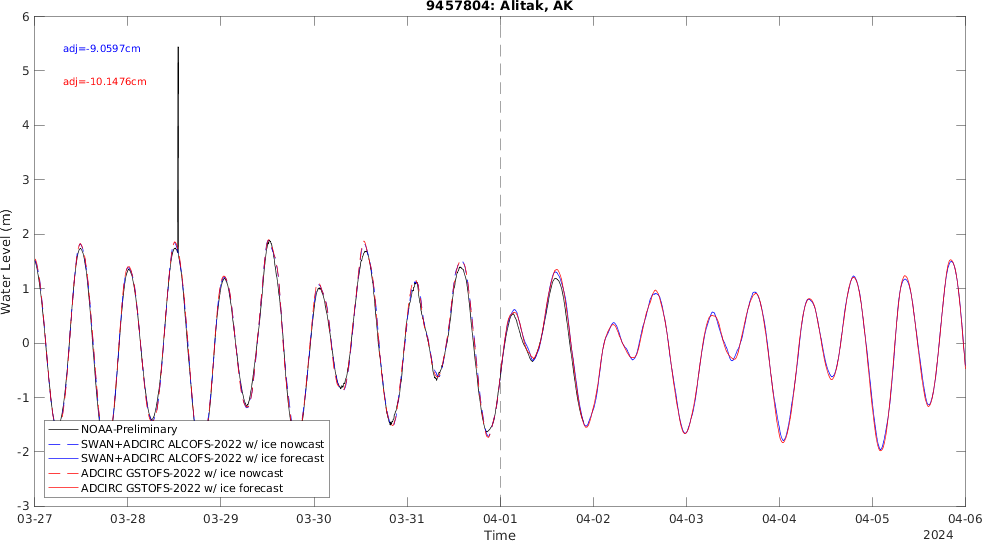 9457804: Alitak, AK
adj=-9.0597cm
adj=-10.1476cm
6
5
4
3
2
1
0
-1
-2
-3
Water Level (m)
NOAA-Preliminary
SWAN+ADCIRC ALCOFS-2022 w/ ice nowcast
SWAN+ADCIRC ALCOFS-2022 w/ ice forecast
ADCIRC GSTOFS-2022 w/ ice nowcast
ADCIRC GSTOFS-2022 w/ ice forecast
03-27 03-28 03-29 03-30 03-31 04-01 04-02 04-03 04-04 04-05 04-06
Time
2024